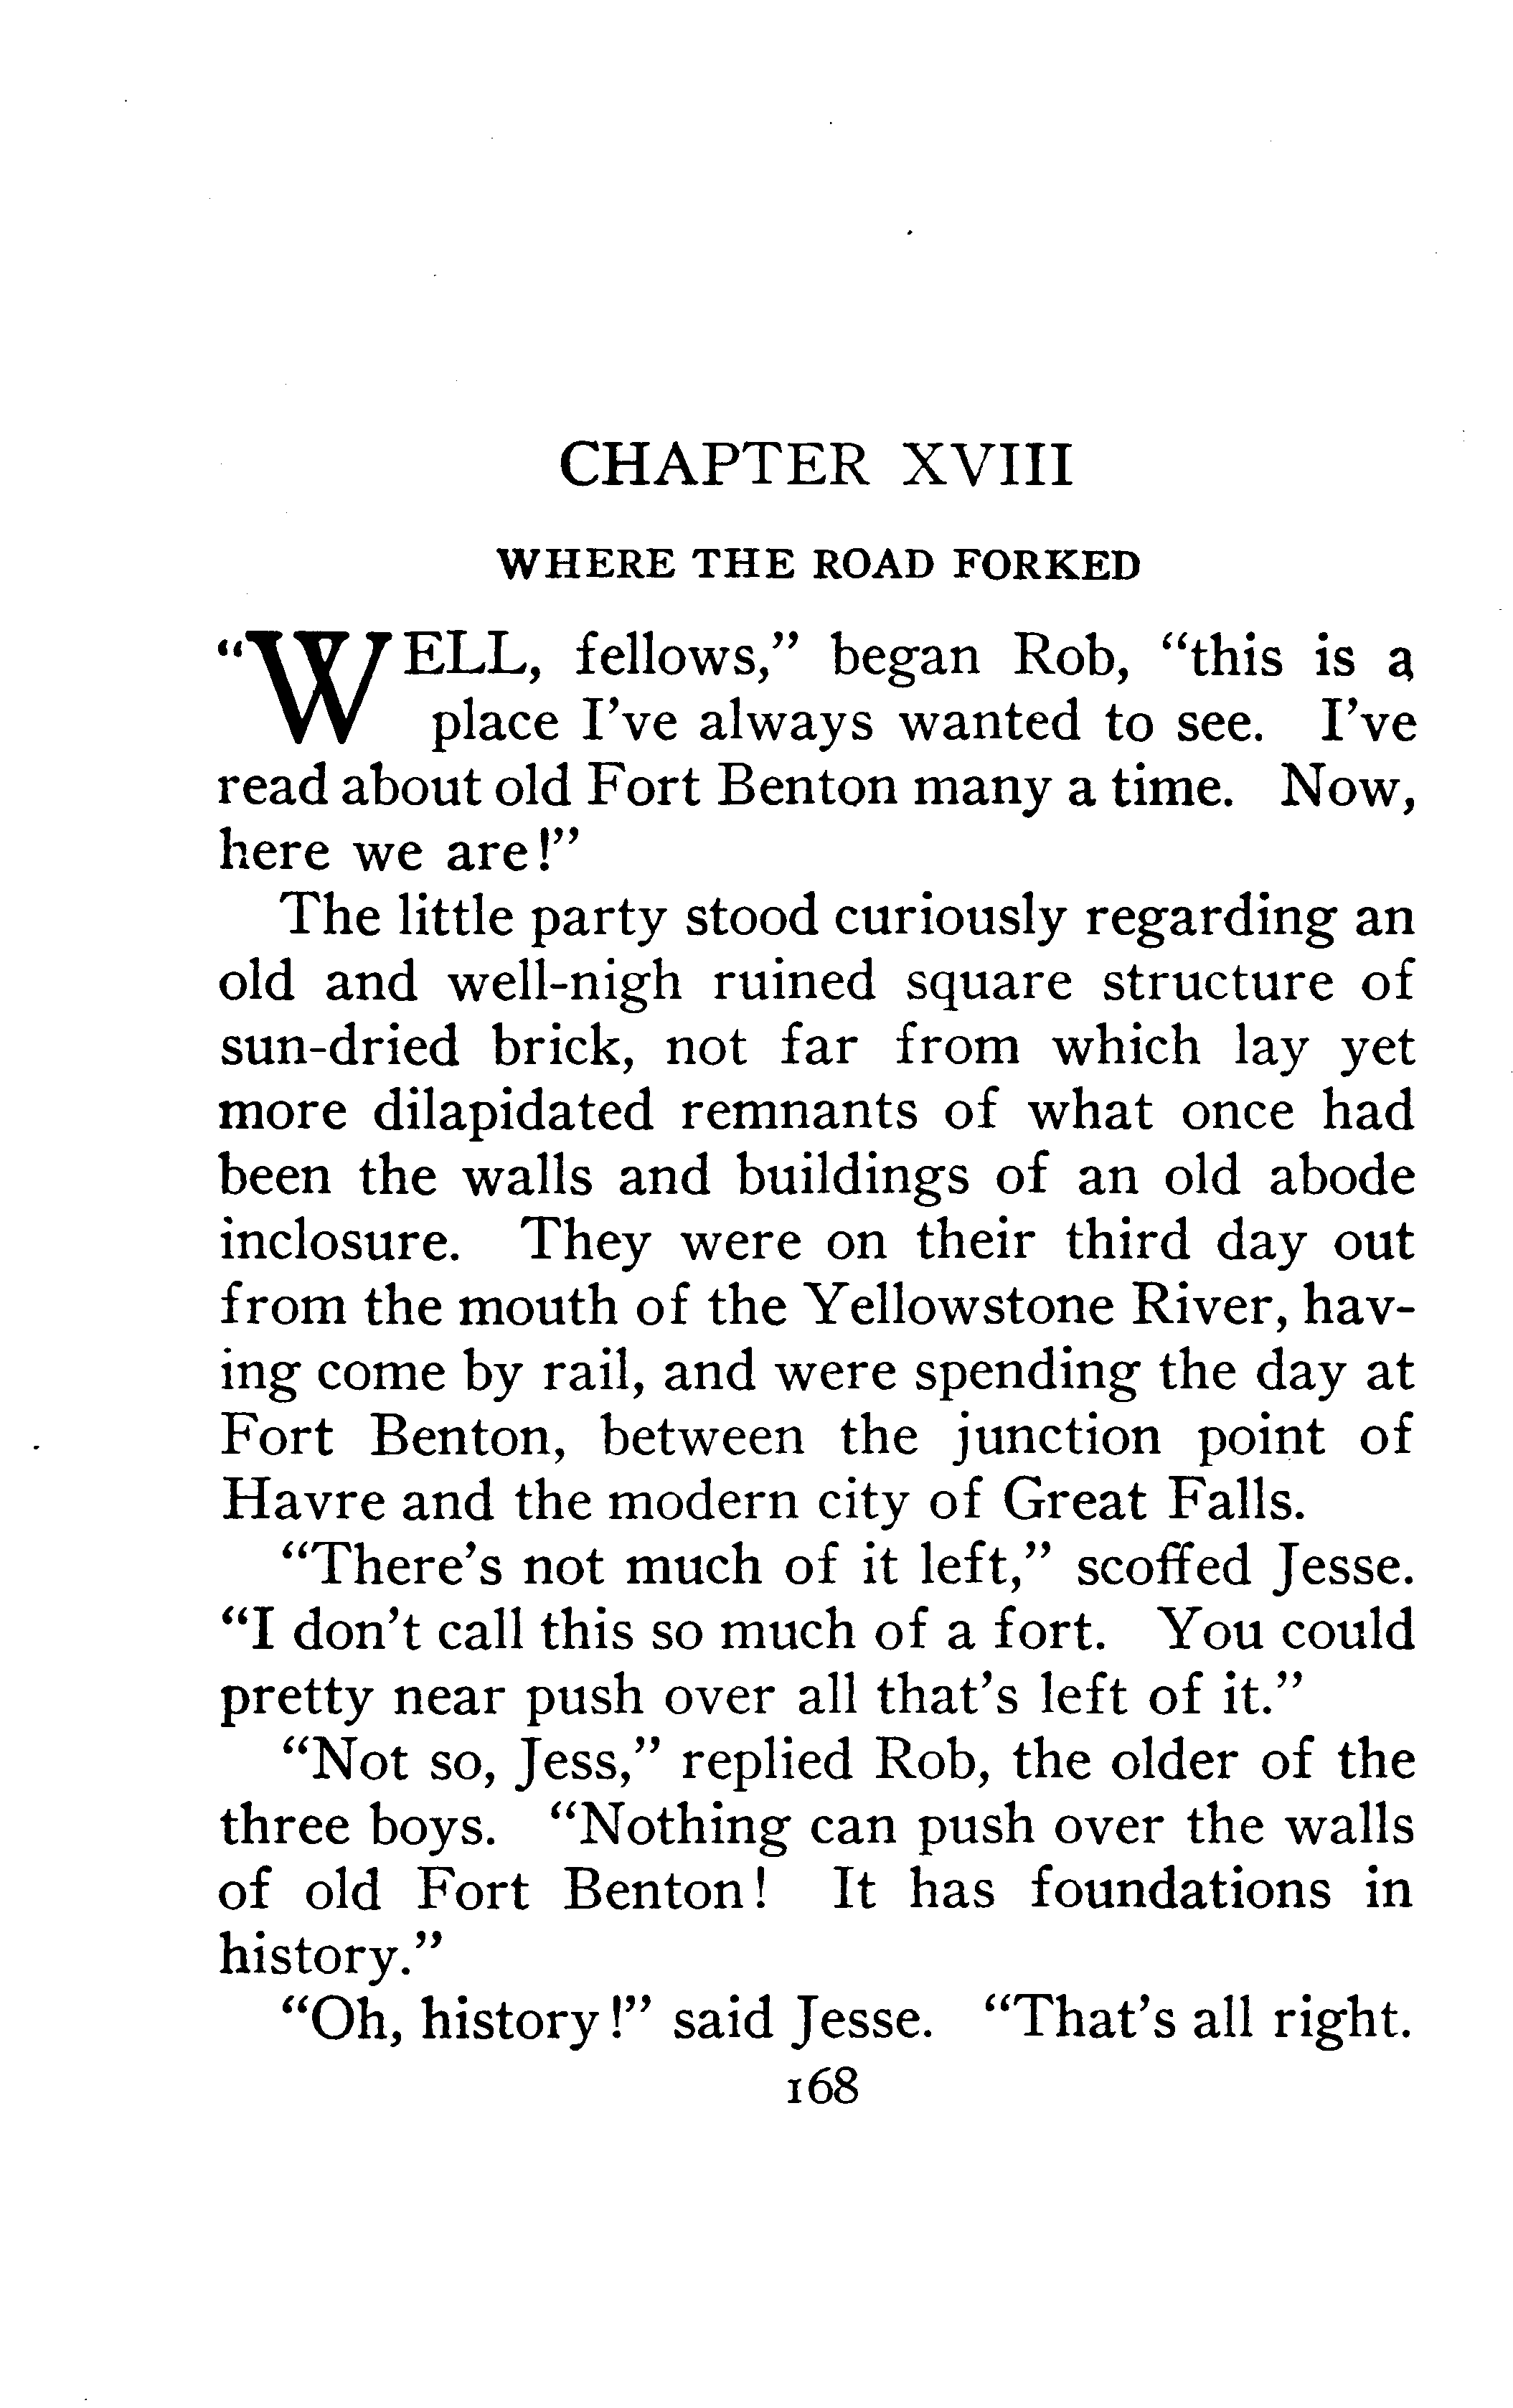 CHAPTER XVIII
WHERE THE ROAD FORKED
“WELL, fellows,” began Rob, “this is a
place I’ve always wanted to see. I’ve
read about old Fort Benton many a time. Now,
here we are!”
The little party stood curiously regarding an
old and well-nigh ruined square structure of
sun-dried brick, not far from which lay yet
more dilapidated remnants of what once had
been the walls and buildings of an old abode
inclosure. They were on their third day out
from the mouth of the Yellowstone River, hav-
ing come by rail, and were spending the day at
Fort Benton, between the junction point of
Havre and the modern city of Great Falls.
“There’s not much of it left,” scoffed Jesse.
“I don’t call this so much of a fort. You could
pretty near push over all that’s left of it.”
“Not so, Jess,” replied Rob, the older of the
three boys. “Nothing can push over the walls
of old Fort Benton! It has foundations in
history.”
“Oh, history!” said Jesse. “That’s all right.
168